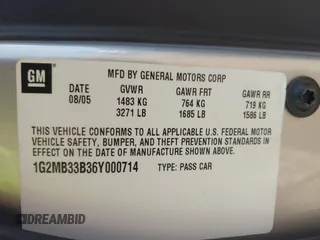 GM
MFD BY GENERAL MOTORS CORP
DATE GVWR GAWR FRT GAWR RR
08/05 1483 KG 764 KG 719 KG
3271 LB 1685 LB 1586 LB
THIS VEHICLE CONFORMS TO ALL APPLICABLE U.S. FEDERAL MOTOR
VEHICLE SAFETY, BUMPER, AND THEFT PREVENTION STANDARDS IN
EFFECT ON THE DATE OF MANUFACTURE SHOWN ABOVE.
1G2MB33B36Y000714 TYPE: PASS CAR
DREAMBID